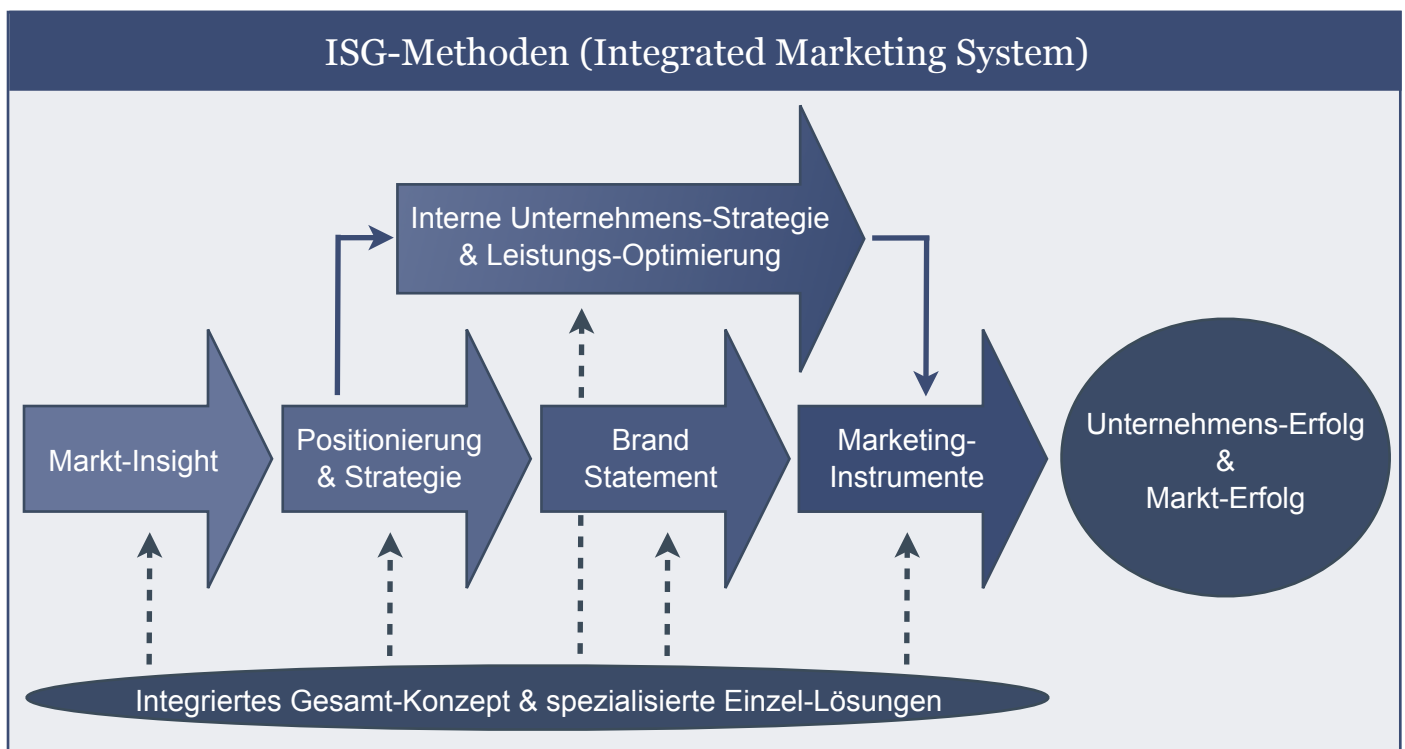 ISG-Methoden (Integrated Marketing System)
Interne Unternehmens-Strategie
& Leistungs-Optimierung
Markt-Insight
Positionierung
& Strategie
Brand
Statement
Marketing-
Instrumente
Unternehmens-Erfolg
&
Markt-Erfolg
Integriertes Gesamt-Konzept & spezialisierte Einzel-Lösungen